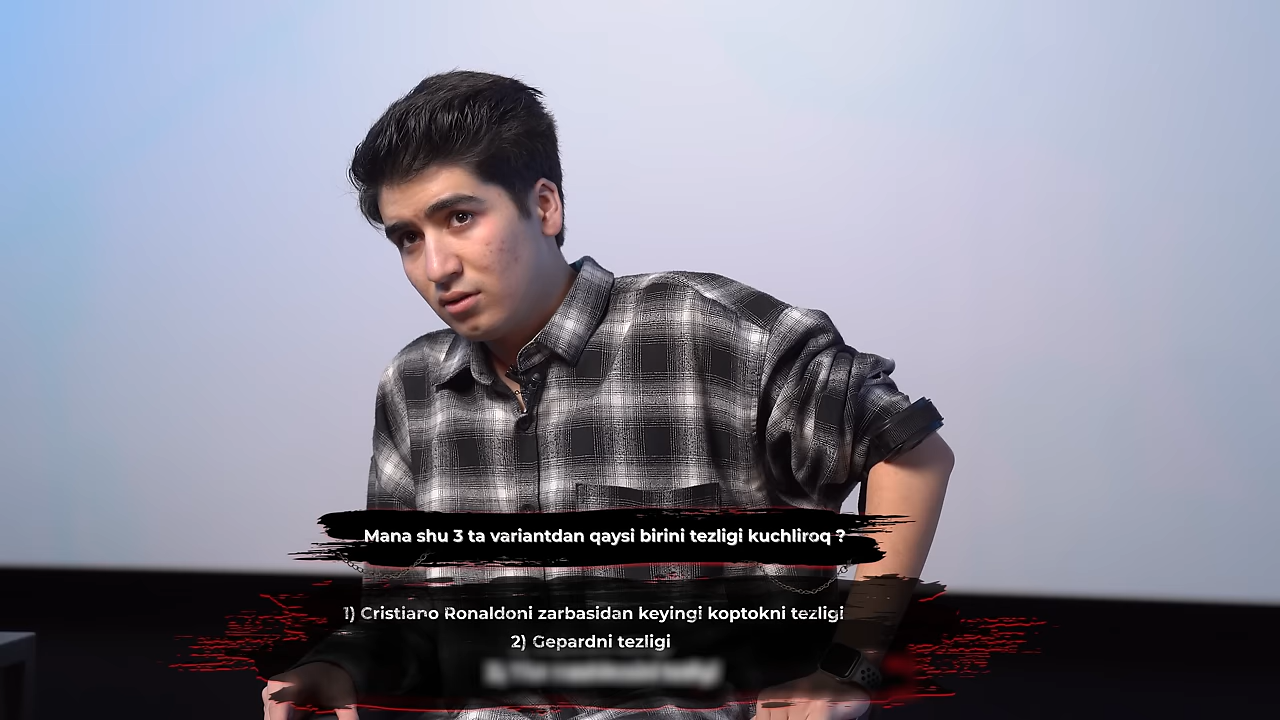 Mana shu 3 ta variantdan qaysi birini tezligi kuchliroq ?
1) Cristiano Ronaldoni zarbasidan keyingi koptokni tezligi
2) Gepardni tezligi